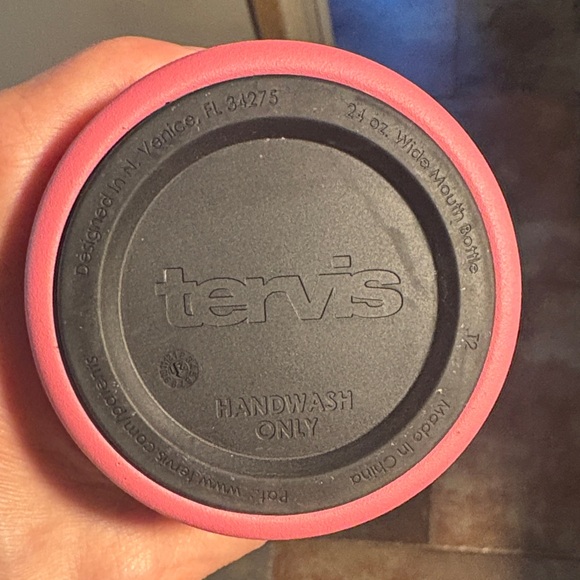 Designed in N. Venice, FL 34275
24 oz. Wide Mouth Bottle
T2
Made in China
Pat.: www.tervis.com/patents
tervis
HANDWASH
ONLY